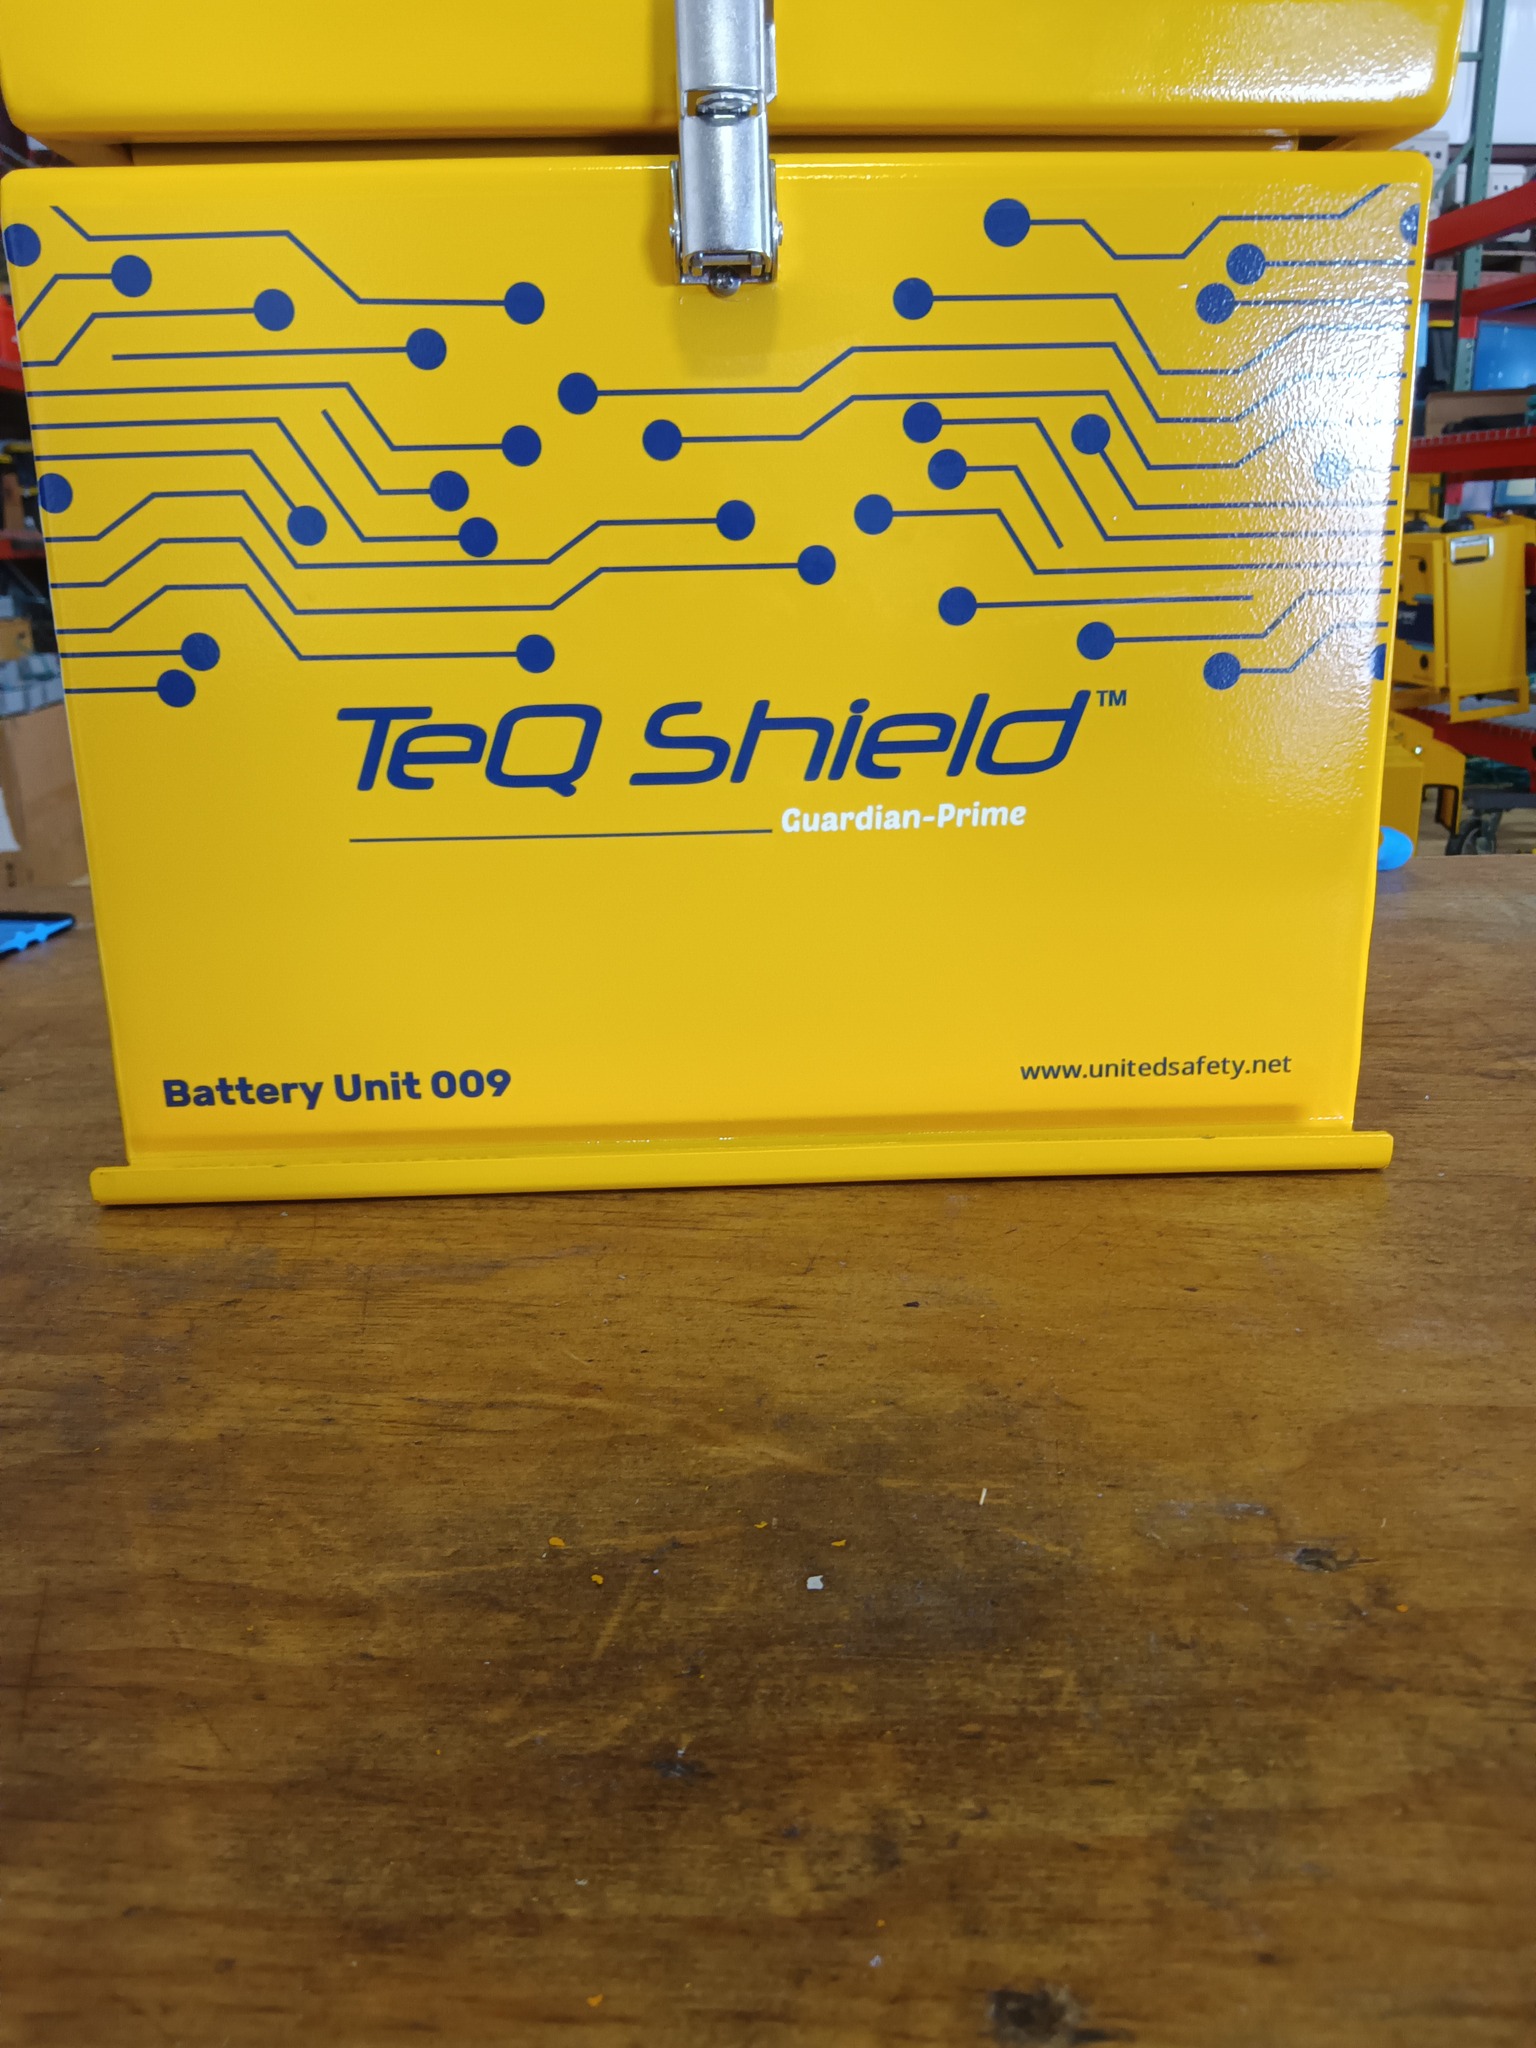 TeQ Shield™
Guardian-Prime
Battery Unit 009
www.unitedsafety.net